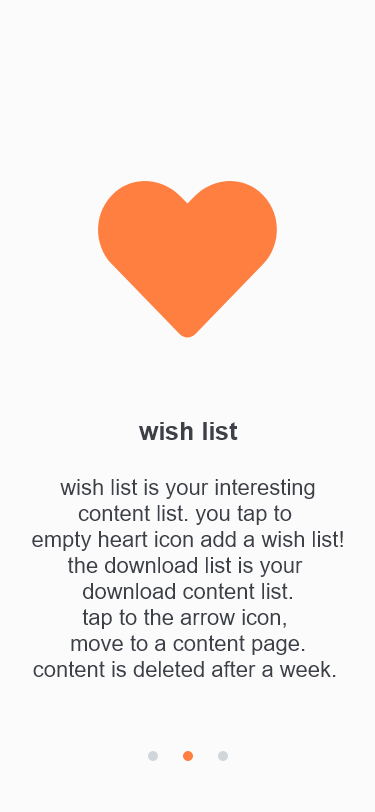 wish list
wish list is your interesting
content list. you tap to
empty heart icon add a wish list!
the download list is your
download content list.
tap to the arrow icon,
move to a content page.
content is deleted after a week.